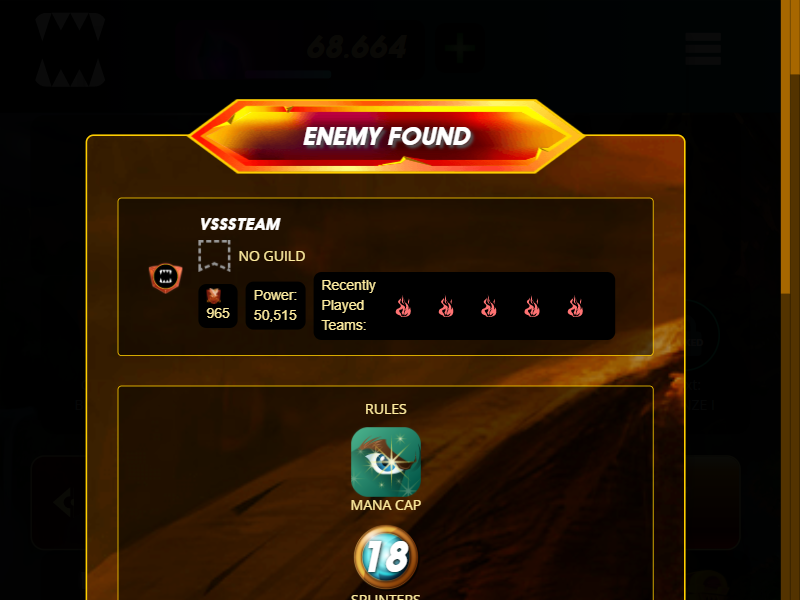 68.664
ENEMY FOUND
VSSSTEAM
NO GUILD
965
Power:
50,515
Recently
Played
Teams:
RULES
MANA CAP
18
SPLINTERS